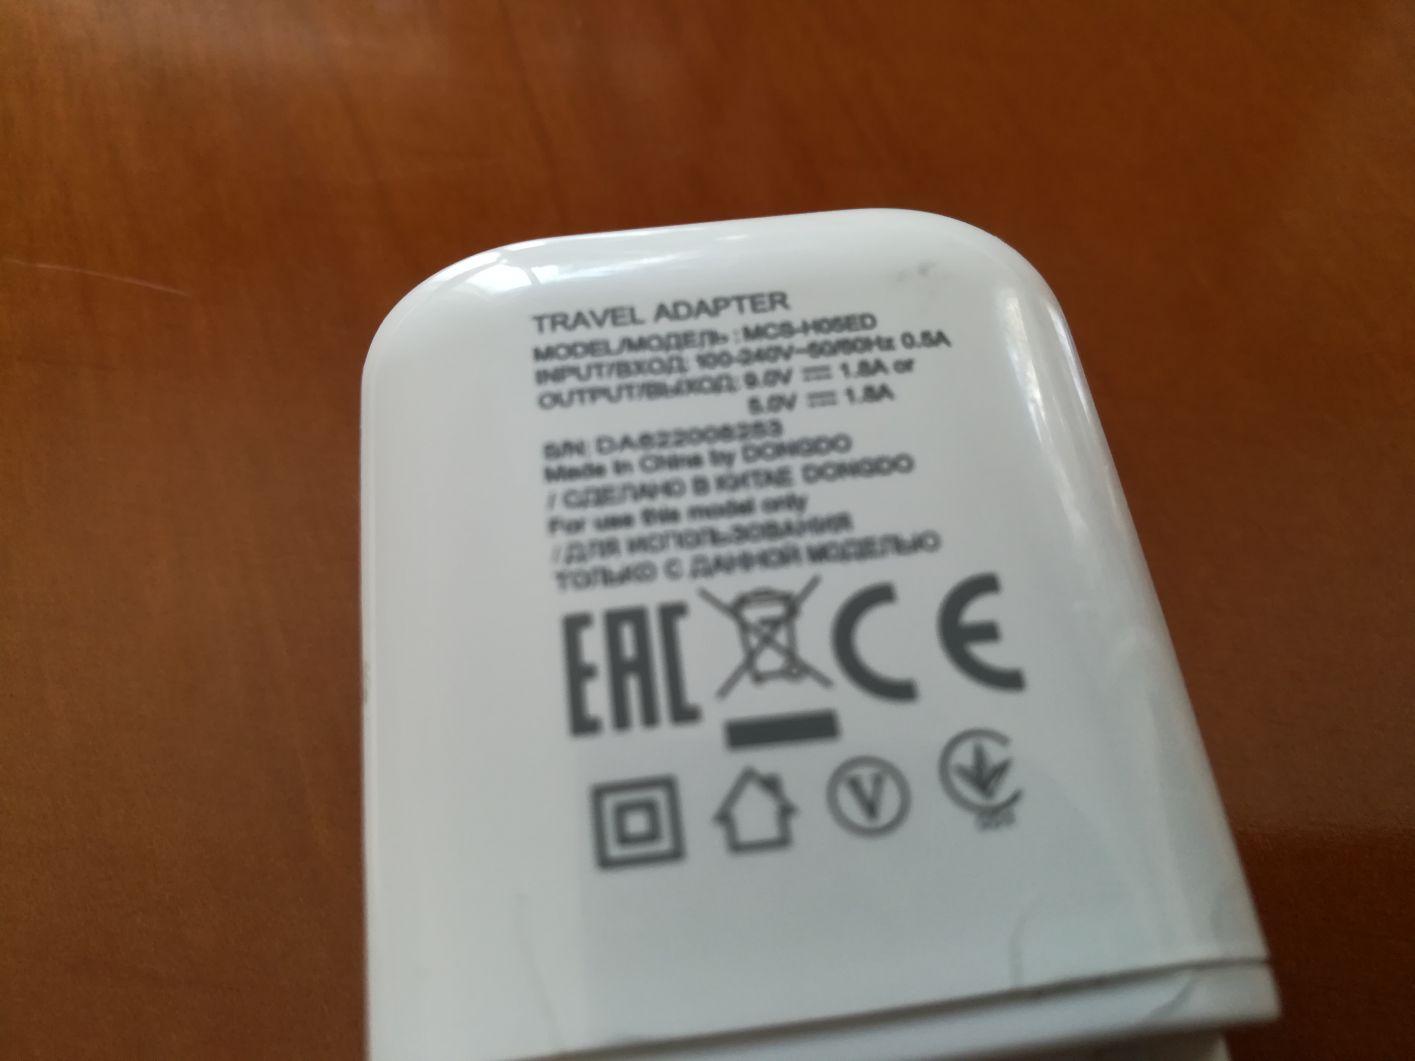 TRAVEL ADAPTER
MODEL/МОДЕЛЬ : MCS-H05ED
INPUT/ВХОД: 100-240V~50/60Hz 0.5A
OUTPUT/ВЫХОД: 9.0V ⎓ 1.8A or
5.0V ⎓ 1.8A
S/N:
Made in China by DONGDO
/ СДЕЛАНО В КИТАЕ DONGDO
For use this model only
/ ДЛЯ ИСПОЛЬЗОВАНИЯ
ТОЛЬКО С ДАННОЙ МОДЕЛЬЮ
EAC CE
V